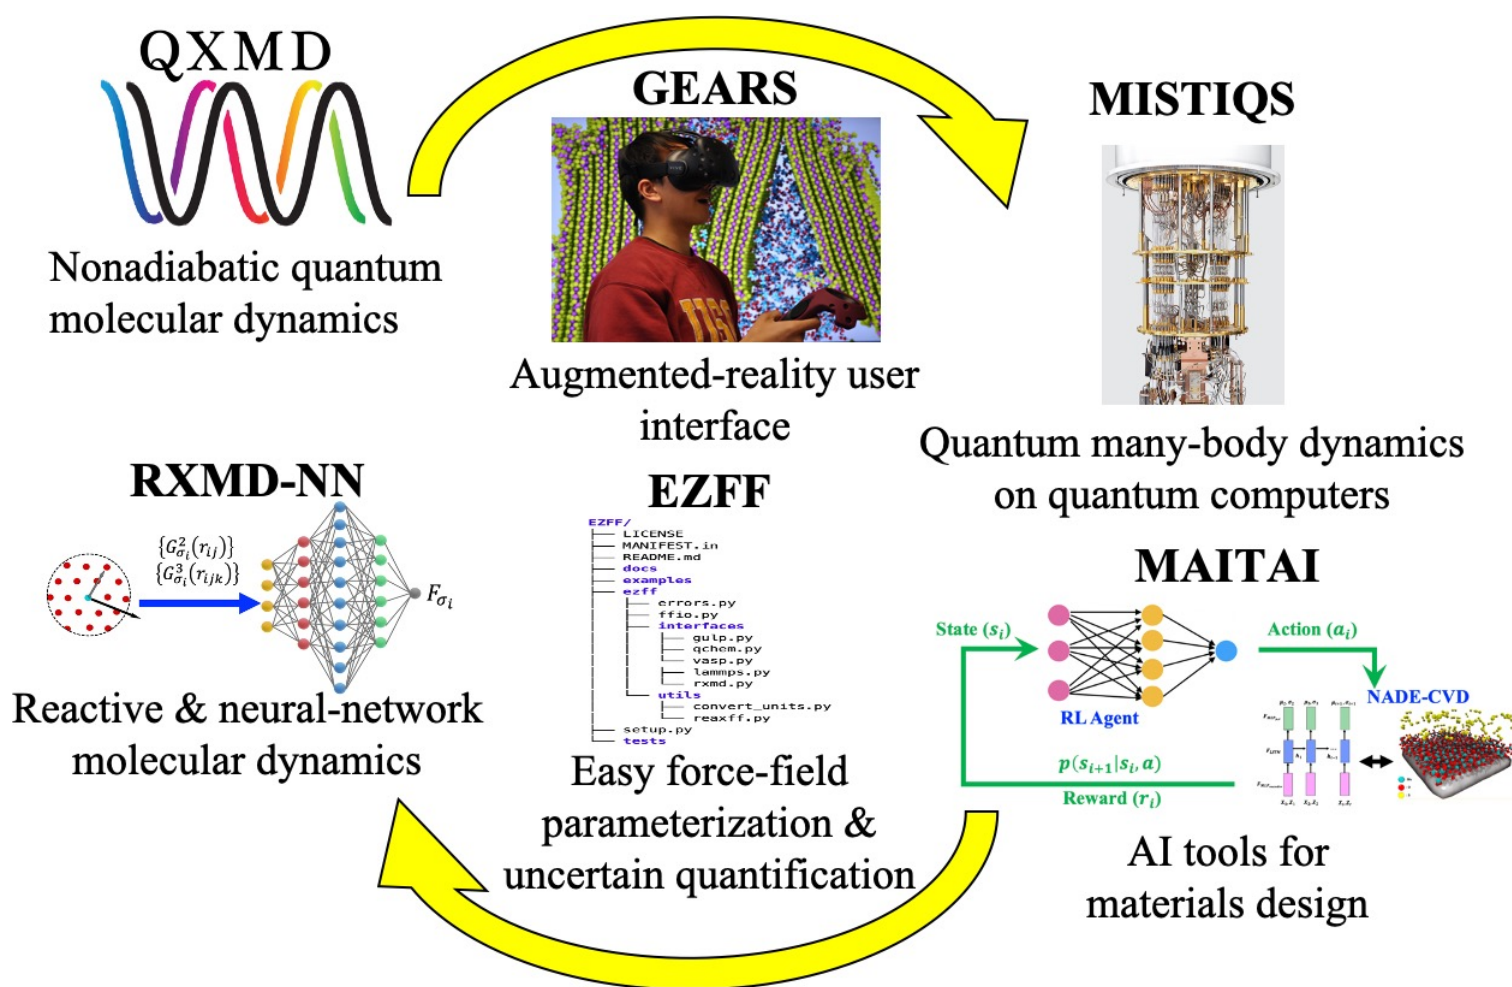 QXMD
Nonadiabatic quantum
molecular dynamics
GEARS
Augmented-reality user
interface
MISTIQS
Quantum many-body dynamics
on quantum computers
RXMD-NN
{G²σᵢ(rᵢⱼ)}
{G³σᵢ(rᵢⱼₖ)}
Fσᵢ
Reactive & neural-network
molecular dynamics
EZFF
EZFF/
LICENSE
MANIFEST.in
README.md
docs
examples
ezff
errors.py
ffio.py
interfaces
gulp.py
qchem.py
vasp.py
lammps.py
rxmd.py
utils
convert_units.py
reaxff.py
setup.py
tests
Easy force-field
parameterization &
uncertain quantification
MAITAI
State (sᵢ)
Action (aᵢ)
RL Agent
NADE-CVD
p(sᵢ₊₁|sᵢ, a)
Reward (rᵢ)
AI tools for
materials design